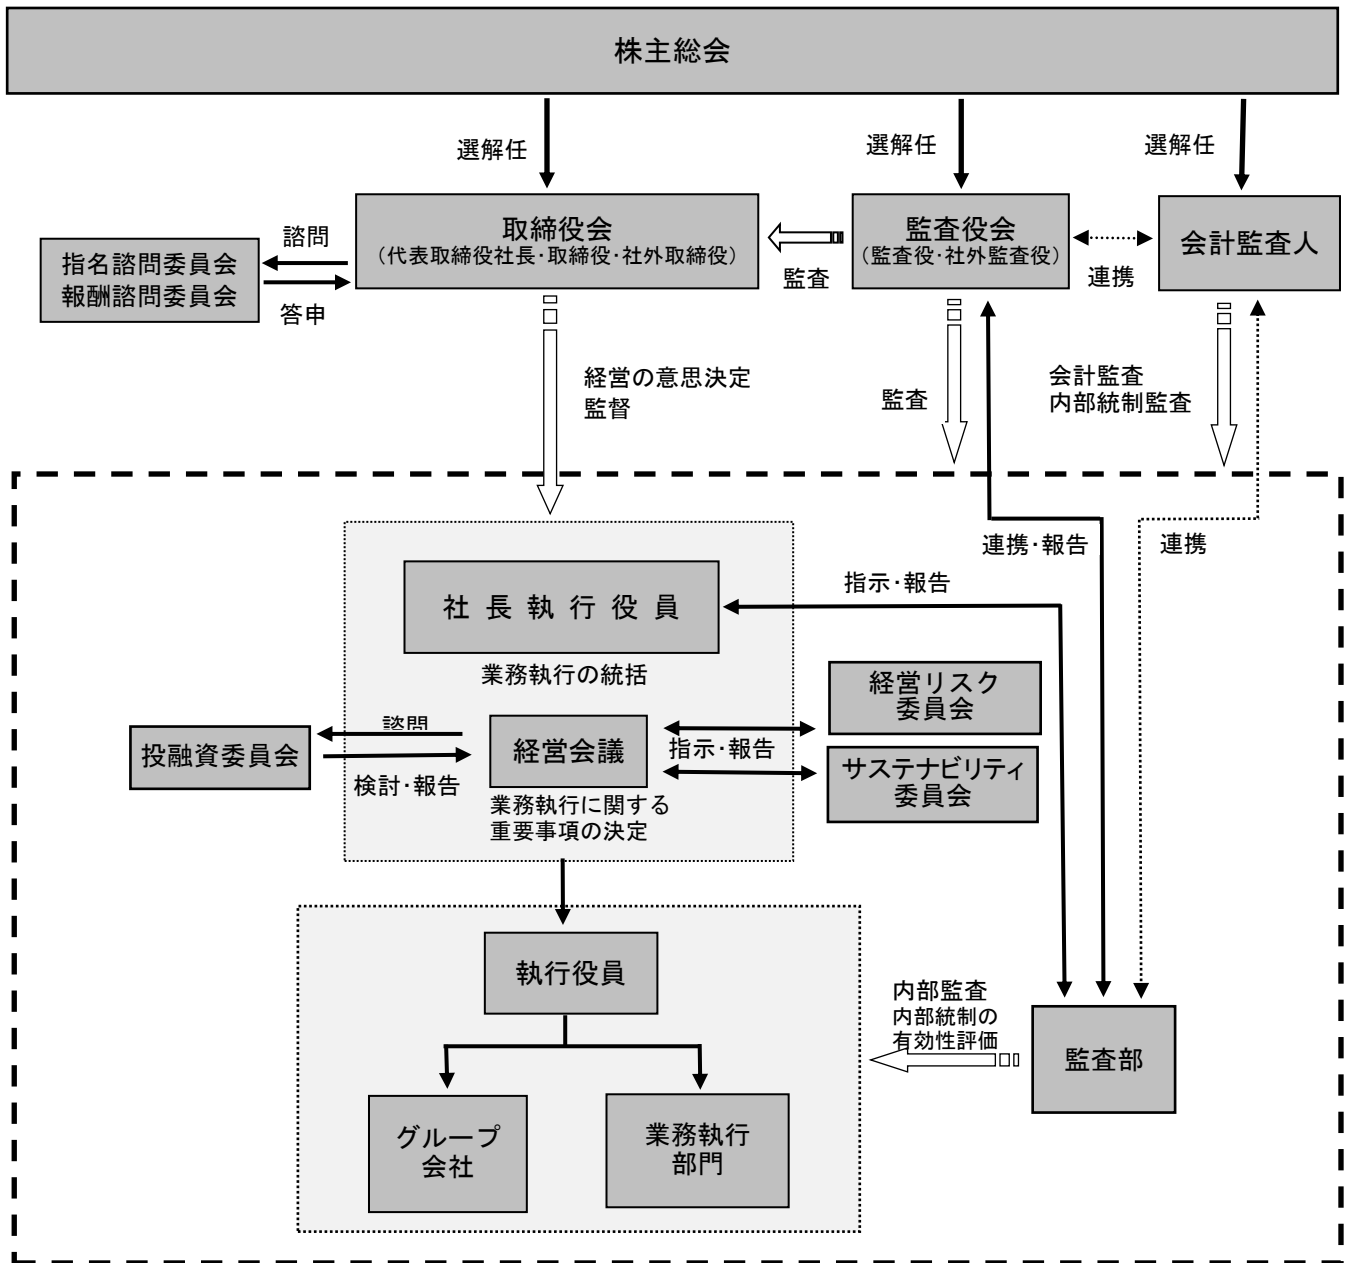 株主総会
選解任
選解任
選解任
取締役会
（代表取締役社長・取締役・社外取締役）
監査役会
（監査役・社外監査役）
会計監査人
諮問
指名諮問委員会
報酬諮問委員会
答申
監査
連携
経営の意思決定
監督
監査
会計監査
内部統制監査
連携・報告
連携
指示・報告
社長執行役員
業務執行の統括
経営リスク
委員会
諮問
投融資委員会
検討・報告
経営会議
指示・報告
サステナビリティ
委員会
業務執行に関する
重要事項の決定
執行役員
内部監査
内部統制の
有効性評価
監査部
グループ
会社
業務執行
部門